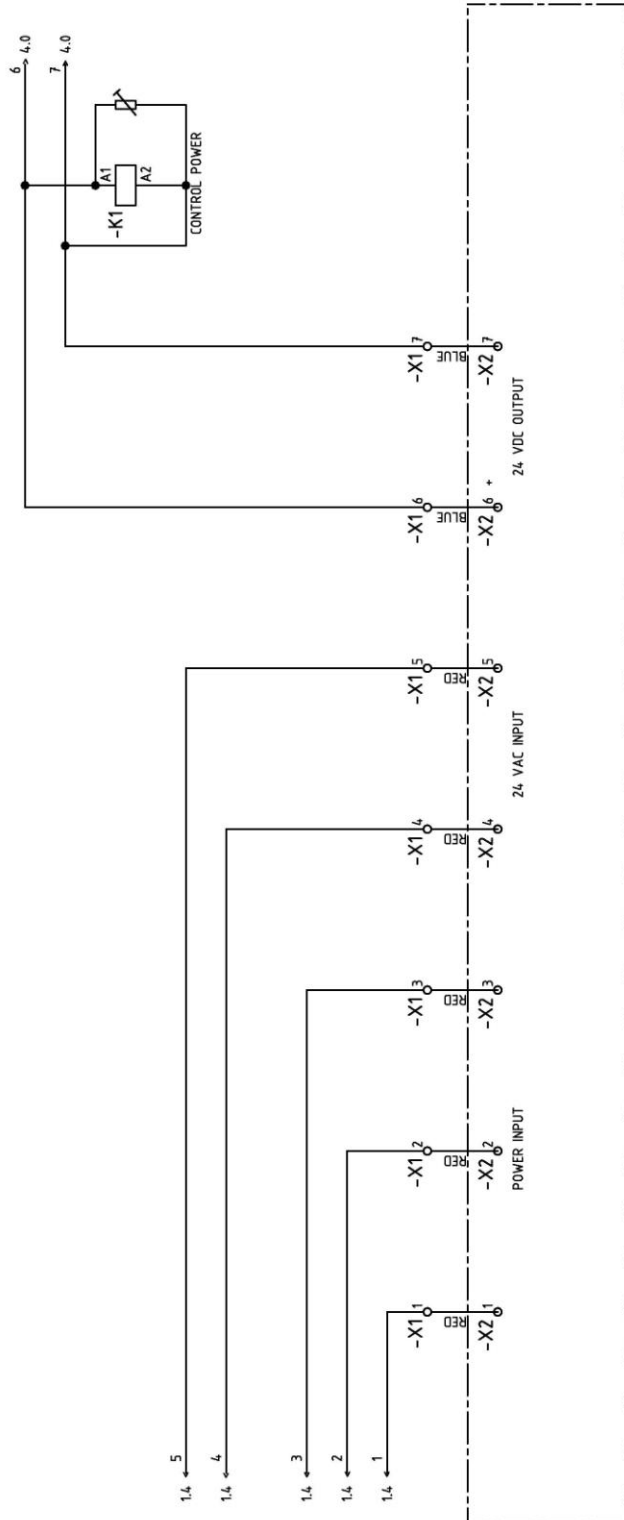 6 4.0
7 4.0
A1
-K1
A2
CONTROL POWER
5
1.4
4
1.4
3
1.4
2
1.4
1
1.4
-X1 1 -X1 2 -X1 3 -X1 4 -X1 5 -X1 6 -X1 7
RED RED RED RED RED BLUE BLUE
-X2 1 -X2 2 -X2 3 -X2 4 -X2 5 -X2 6 + -X2 7
POWER INPUT 24 VAC INPUT 24 VDC OUTPUT